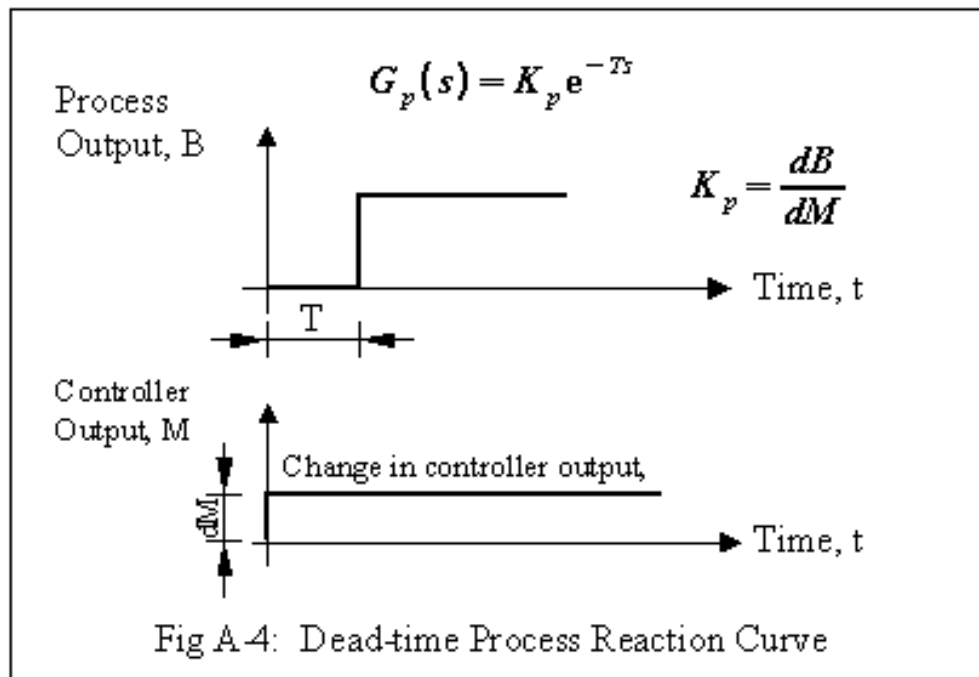 G_p(s) = K_p e^{-Ts}
Process
Output, B
K_p = \frac{dB}{dM}
Time, t
T
Controller
Output, M
Change in controller output,
dM
Time, t
Fig A-4: Dead-time Process Reaction Curve